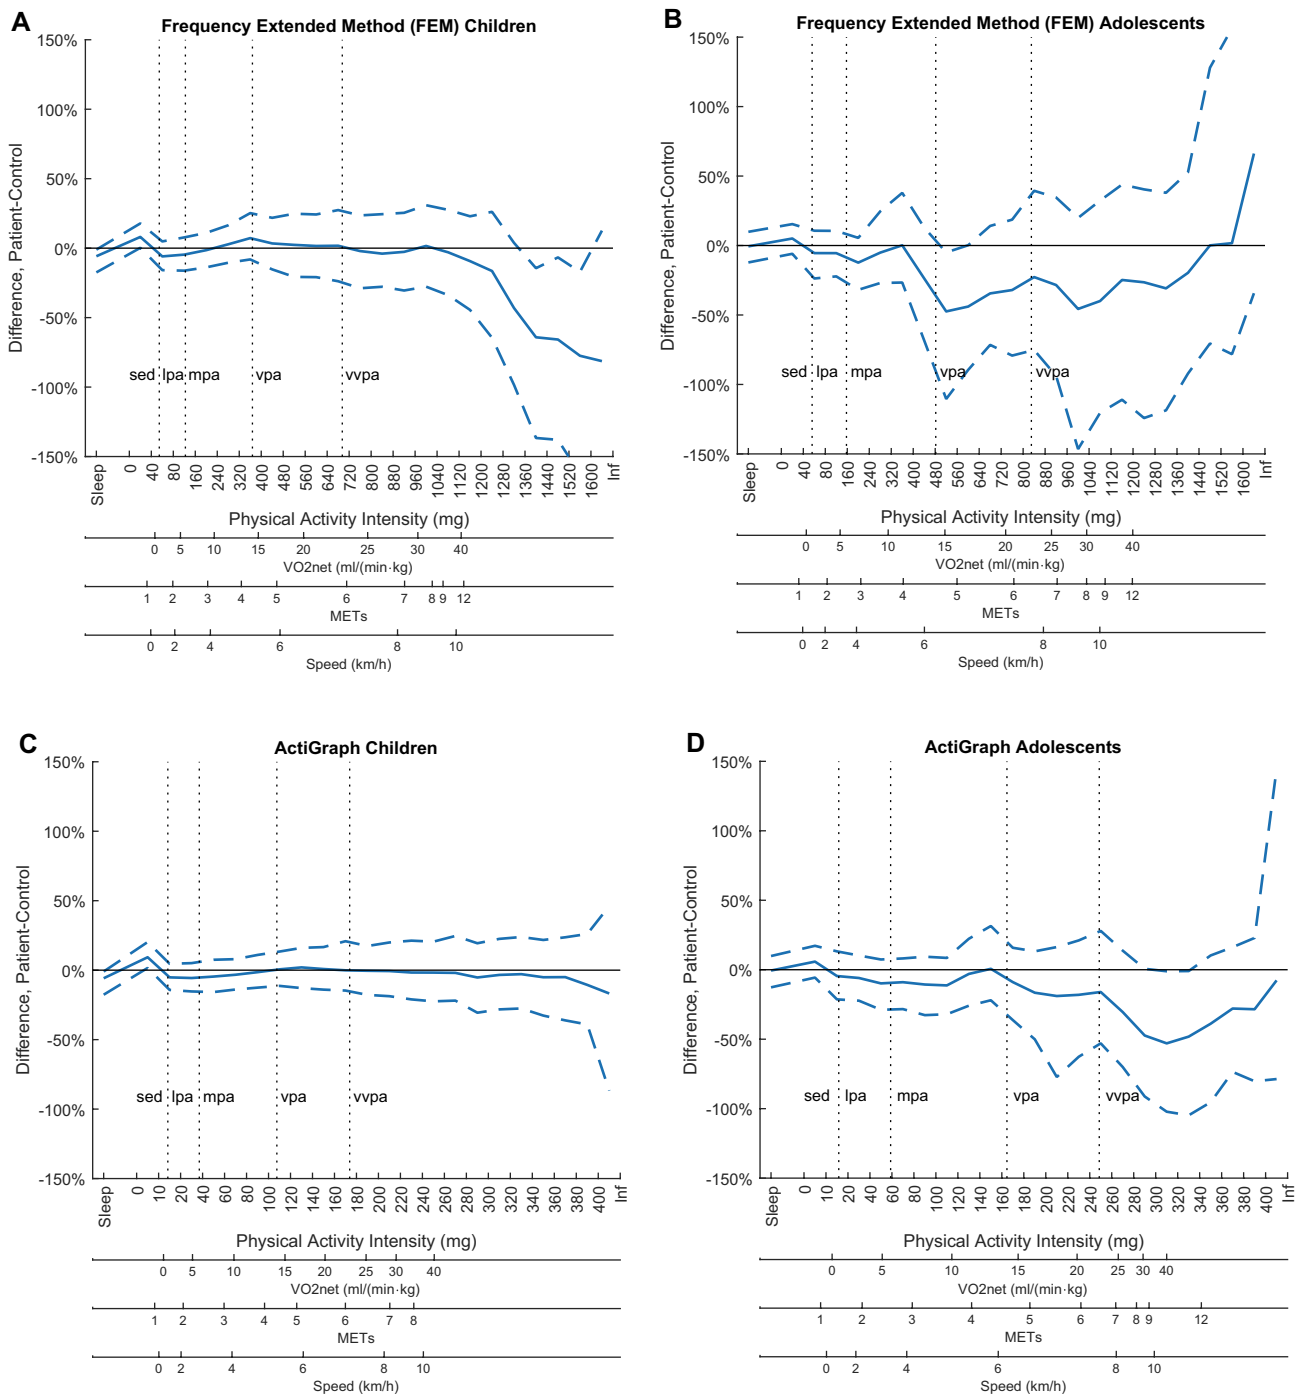 A
Frequency Extended Method (FEM) Children
Difference, Patient-Control
150%
100%
50%
0%
-50%
-100%
-150%
sed lpa mpa vpa vvpa
Sleep 0 40 80 160 240 320 400 480 560 640 720 800 880 960 1040 1120 1200 1280 1360 1440 1520 1600 Inf
Physical Activity Intensity (mg)
0 5 10 15 20 25 30 40
VO2net (ml/(min·kg)
1 2 3 4 5 6 7 8 9 12
METs
0 2 4 6 8 10
Speed (km/h)
B
Frequency Extended Method (FEM) Adolescents
Difference, Patient-Control
150%
100%
50%
0%
-50%
-100%
-150%
sed lpa mpa vpa vvpa
Sleep 0 40 80 160 240 320 400 480 560 640 720 800 880 960 1040 1120 1200 1280 1360 1440 1520 1600 Inf
Physical Activity Intensity (mg)
0 5 10 15 20 25 30 40
VO2net (ml/(min·kg)
1 2 3 4 5 6 7 8 9 12
METs
0 2 4 6 8 10
Speed (km/h)
C
ActiGraph Children
Difference, Patient-Control
150%
100%
50%
0%
-50%
-100%
-150%
sed lpa mpa vpa vvpa
Sleep 0 10 20 40 60 80 100 120 140 160 180 200 220 240 260 280 300 320 340 360 380 400 Inf
Physical Activity Intensity (mg)
0 5 10 15 20 25 30 40
VO2net (ml/(min·kg)
1 2 3 4 5 6 7 8
METs
0 2 4 6 8 10
Speed (km/h)
D
ActiGraph Adolescents
Difference, Patient-Control
150%
100%
50%
0%
-50%
-100%
-150%
sed lpa mpa vpa vvpa
Sleep 0 10 20 40 60 80 100 120 140 160 180 200 220 240 260 280 300 320 340 360 380 400 Inf
Physical Activity Intensity (mg)
0 5 10 15 20 25 30 40
VO2net (ml/(min·kg)
1 2 3 4 5 6 7 8 9 12
METs
0 2 4 6 8 10
Speed (km/h)